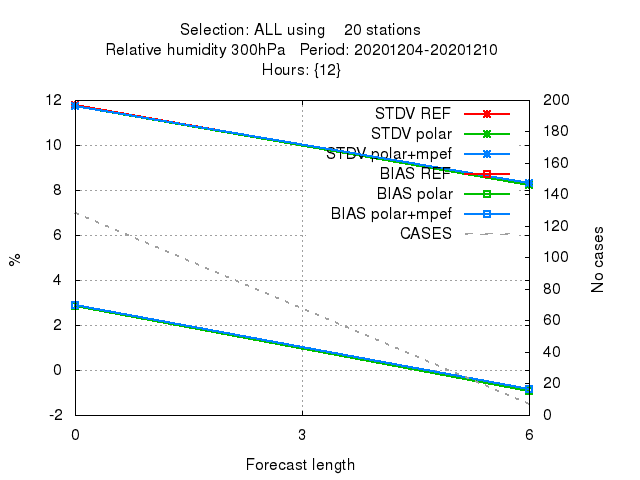 Selection: ALL using 20 stations
Relative humidity 300hPa Period: 20201204-20201210
Hours: {12}
12 200
STDV REF
180
STDV polar
10
160
STDV polar+mpef
BIAS REF
8
140
BIAS polar
BIAS polar+mpef
6
120
CASES
100
4
80
2
60
40
0
20
-2 0
%
No cases
0 3 6
Forecast length